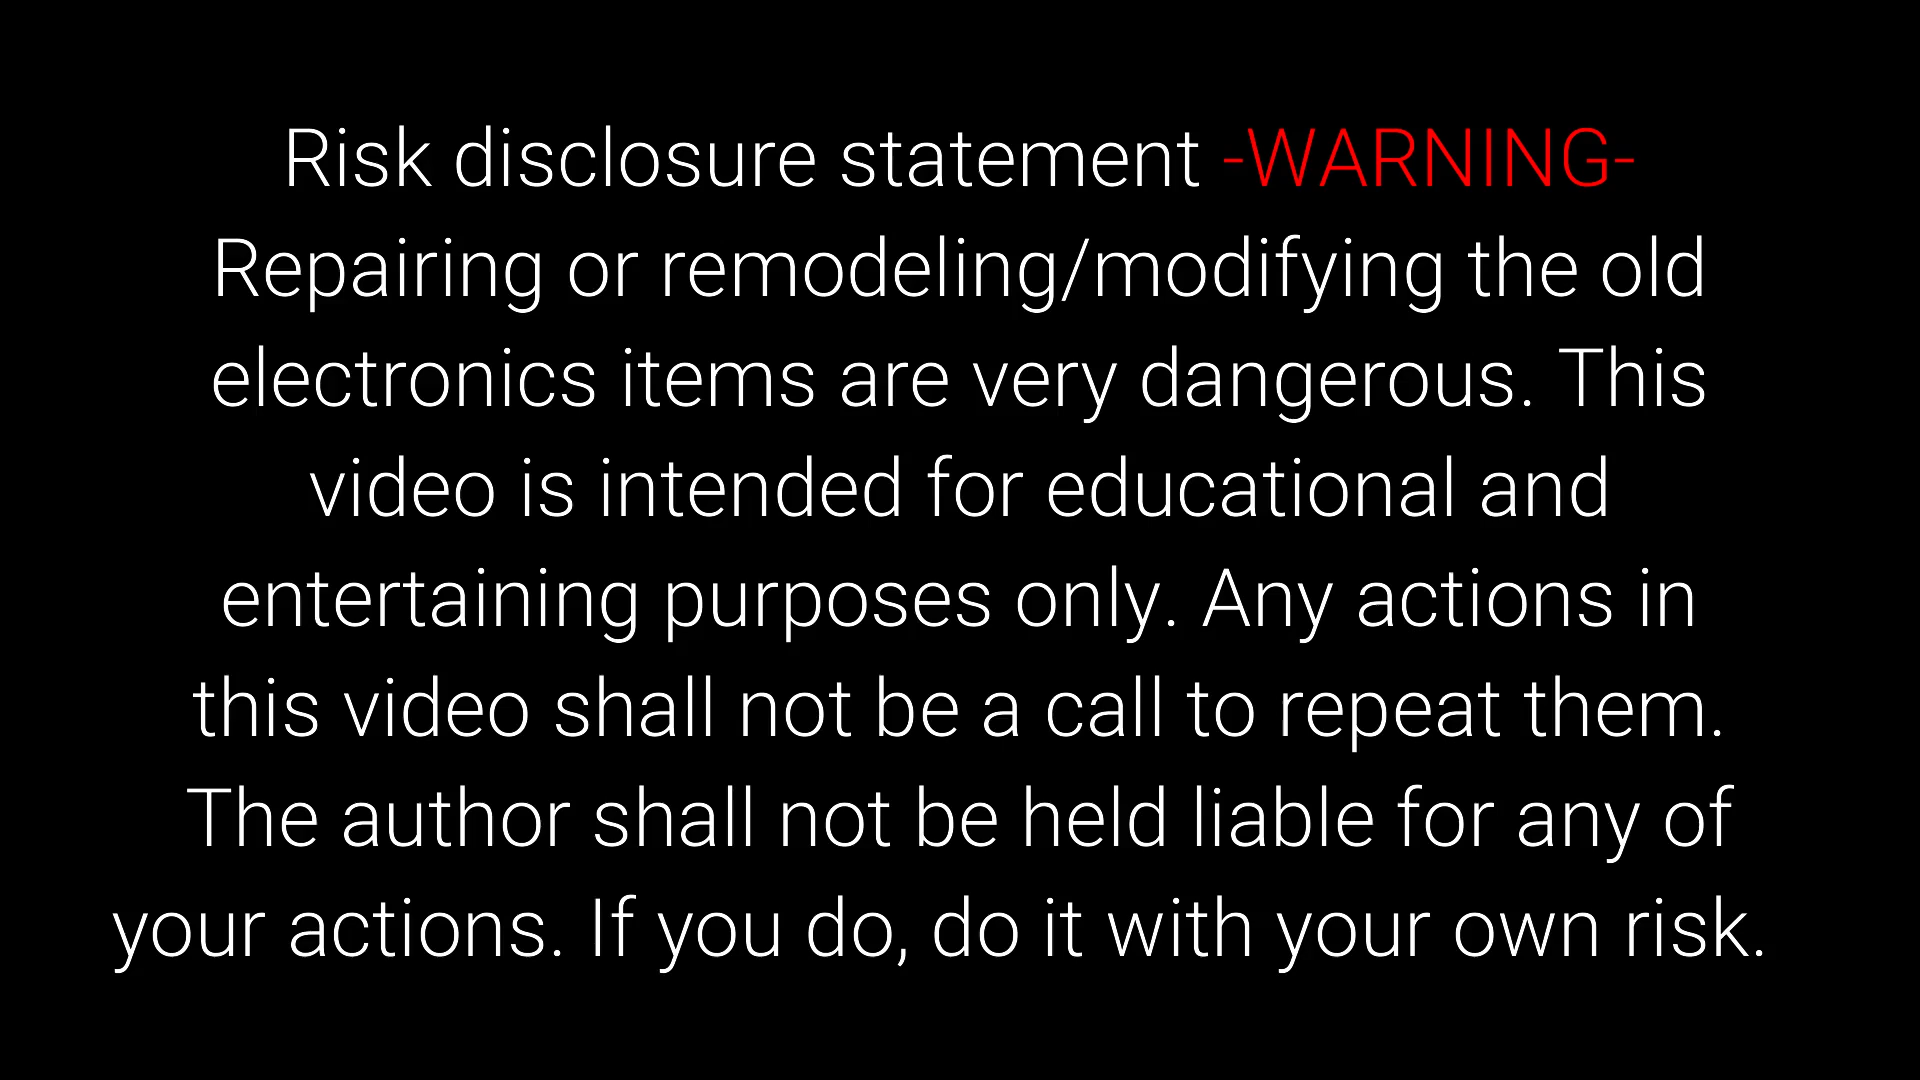 Risk disclosure statement -WARNING-
Repairing or remodeling/modifying the old
electronics items are very dangerous. This
video is intended for educational and
entertaining purposes only. Any actions in
this video shall not be a call to repeat them.
The author shall not be held liable for any of
your actions. If you do, do it with your own risk.